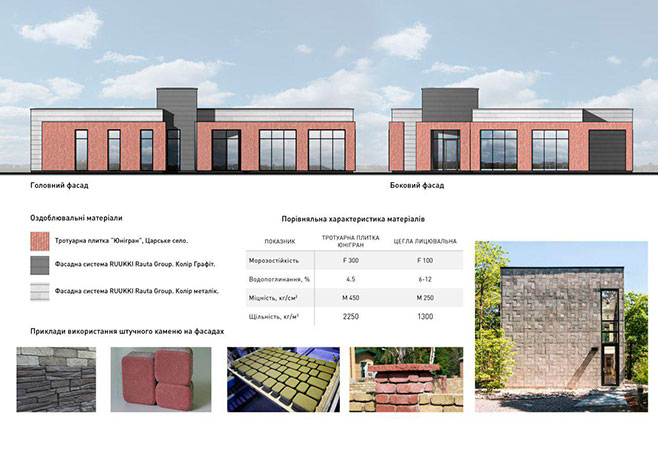 Головний фасад
Боковий фасад
Оздоблювальні матеріали
Тротуарна плитка "Юнігран", Царське село.
Фасадна система RUUKKI Rauta Group. Колір Графіт.
Фасадна система RUUKKI Rauta Group. Колір металік.
Порівняльна характеристика матеріалів
ПОКАЗНИК
ТРОТУАРНА ПЛИТКА
ЮНІГРАН
ЦЕГЛА ЛИЦЮВАЛЬНА
Морозостійкість F 300 F 100
Водопоглинання, % 4.5 6-12
Міцність, кг/см² М 450 М 250
Щільність, кг/м³ 2250 1300
Приклади використання штучного каменю на фасадах